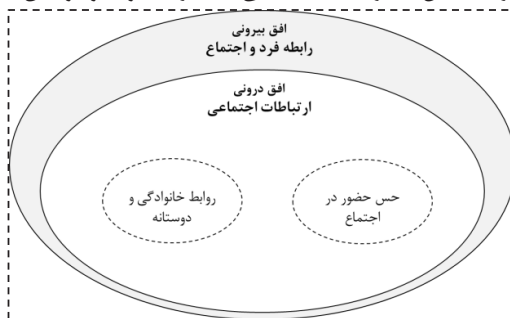 افق بیرونی
رابطه فرد و اجتماع
افق درونی
ارتباطات اجتماعی
حس حضور در
اجتماع
روابط خانوادگی و
دوستانه